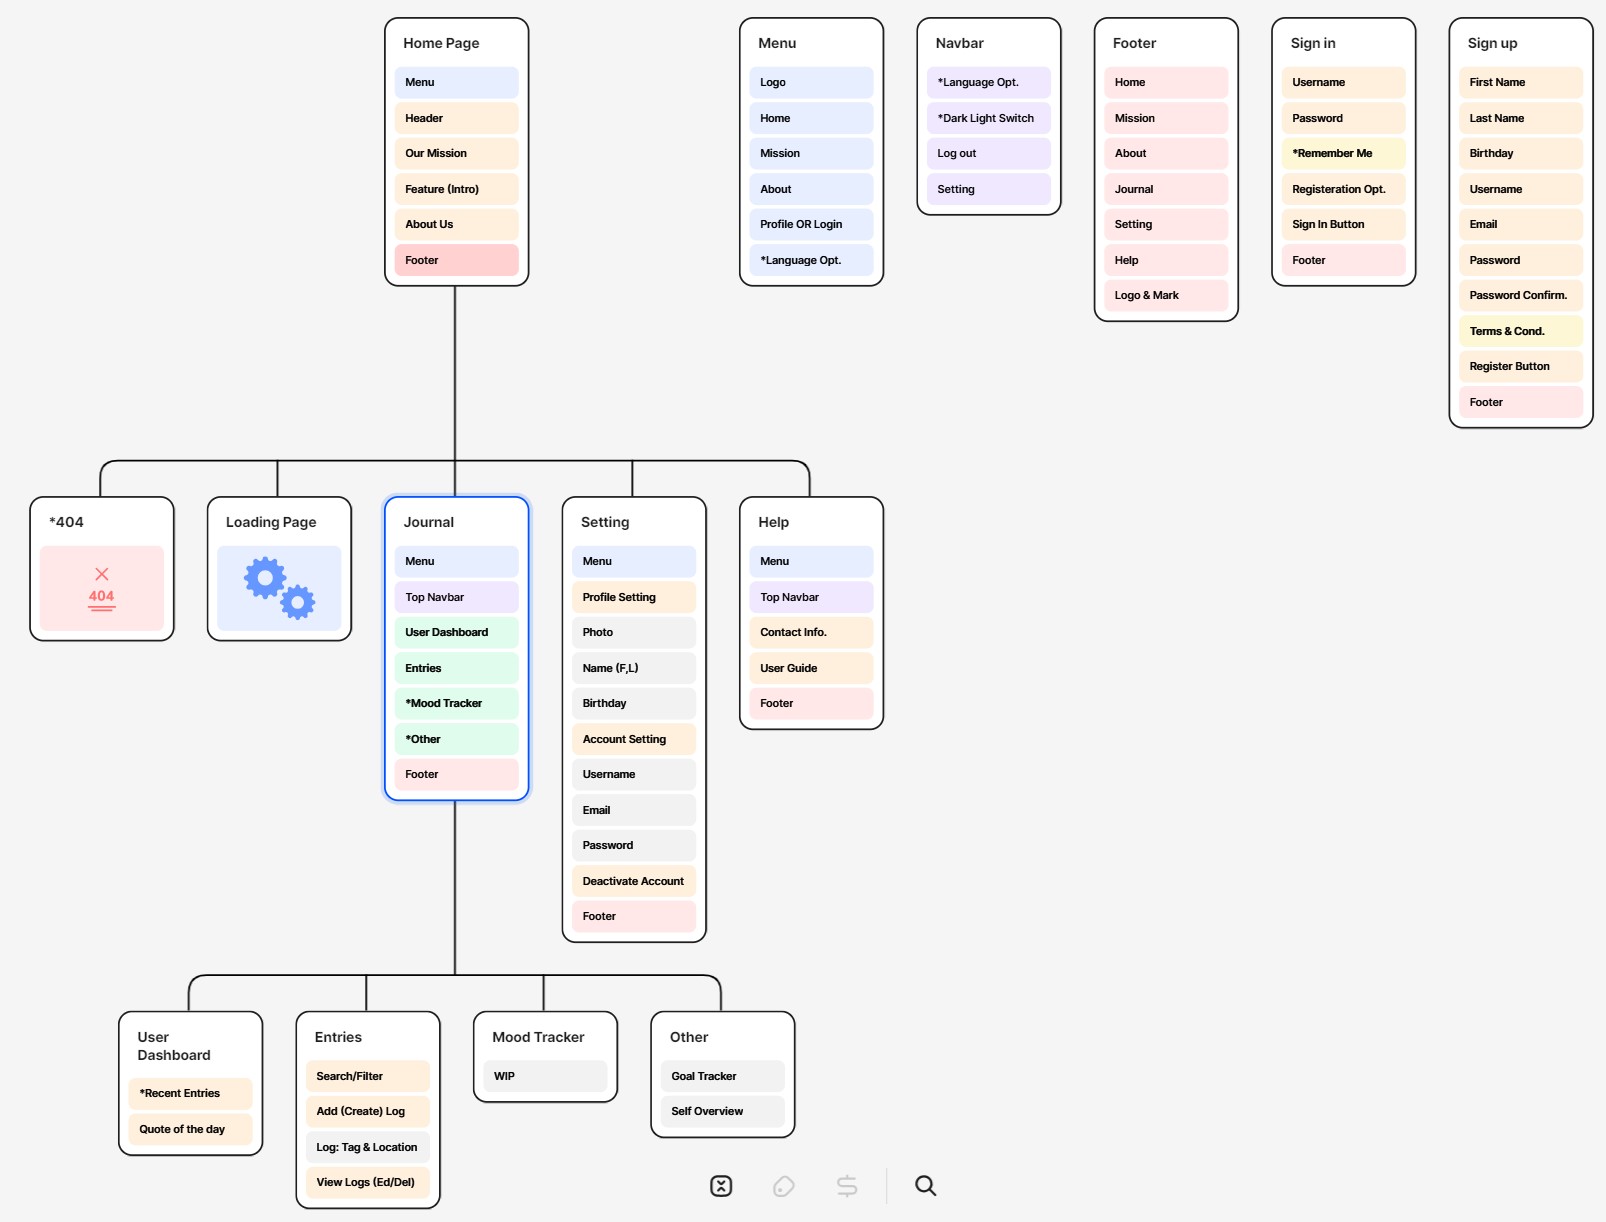 Home Page
Menu
Header
Our Mission
Feature (Intro)
About Us
Footer
Menu
Logo
Home
Mission
About
Profile OR Login
*Language Opt.
Navbar
*Language Opt.
*Dark Light Switch
Log out
Setting
Footer
Home
Mission
About
Journal
Setting
Help
Logo & Mark
Sign in
Username
Password
*Remember Me
Registeration Opt.
Sign In Button
Footer
Sign up
First Name
Last Name
Birthday
Username
Email
Password
Password Confirm.
Terms & Cond.
Register Button
Footer
*404
404
Loading Page
Journal
Menu
Top Navbar
User Dashboard
Entries
*Mood Tracker
*Other
Footer
Setting
Menu
Profile Setting
Photo
Name (F,L)
Birthday
Account Setting
Username
Email
Password
Deactivate Account
Footer
Help
Menu
Top Navbar
Contact Info.
User Guide
Footer
User
Dashboard
*Recent Entries
Quote of the day
Entries
Search/Filter
Add (Create) Log
Log: Tag & Location
View Logs (Ed/Del)
Mood Tracker
WIP
Other
Goal Tracker
Self Overview